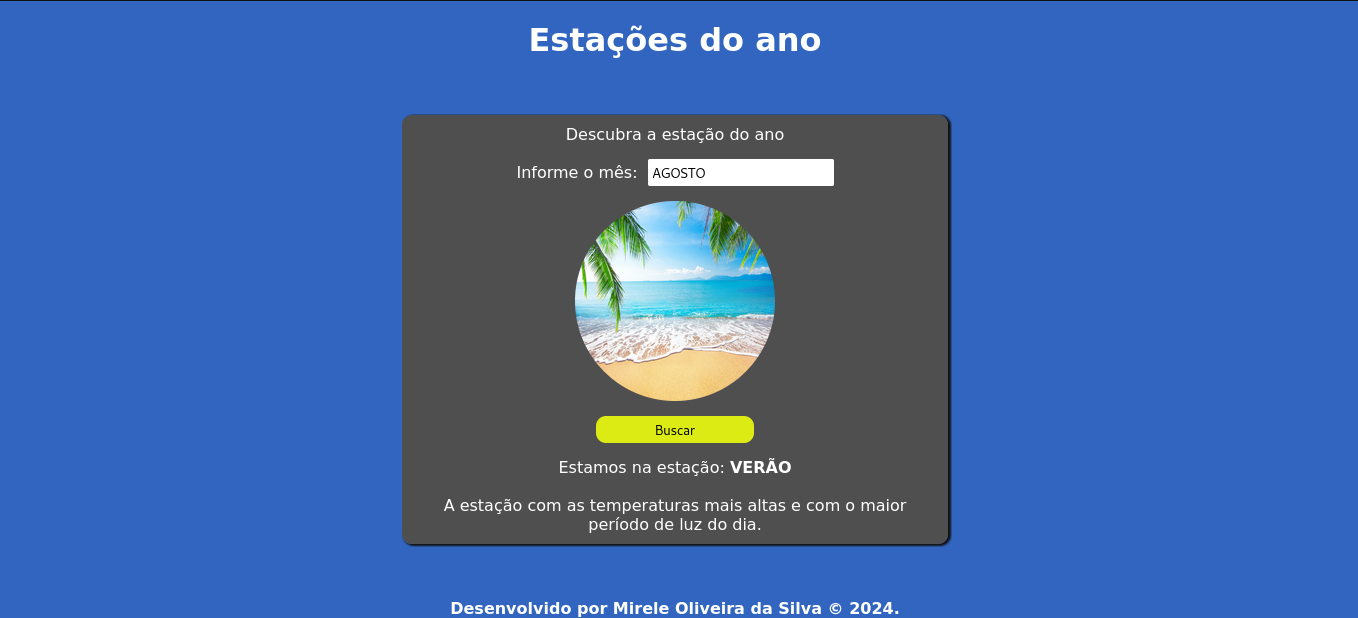 Estações do ano
Descubra a estação do ano
Informe o mês: AGOSTO
Buscar
Estamos na estação: VERÃO
A estação com as temperaturas mais altas e com o maior
período de luz do dia.
Desenvolvido por Mirele Oliveira da Silva © 2024.